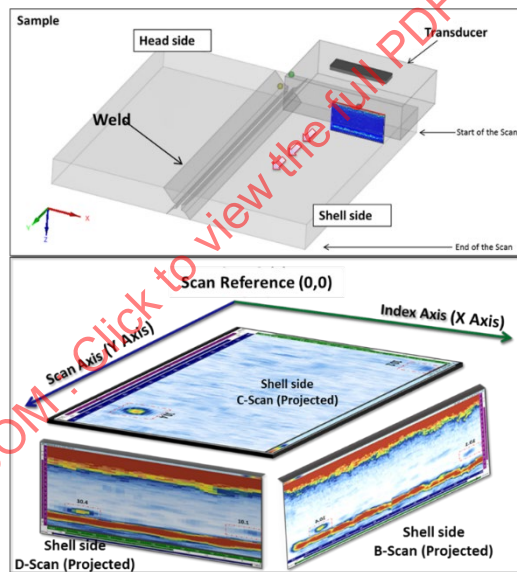 Sample
Head side
Transducer
Weld
Start of the Scan
Shell side
End of the Scan
X
Z
Scan Reference (0,0)
Index Axis (X Axis)
Scan Axis (Y Axis)
Shell side
C-Scan (Projected)
Shell side
D-Scan (Projected)
Shell side
B-Scan (Projected)
OM . Click to view the full PDF